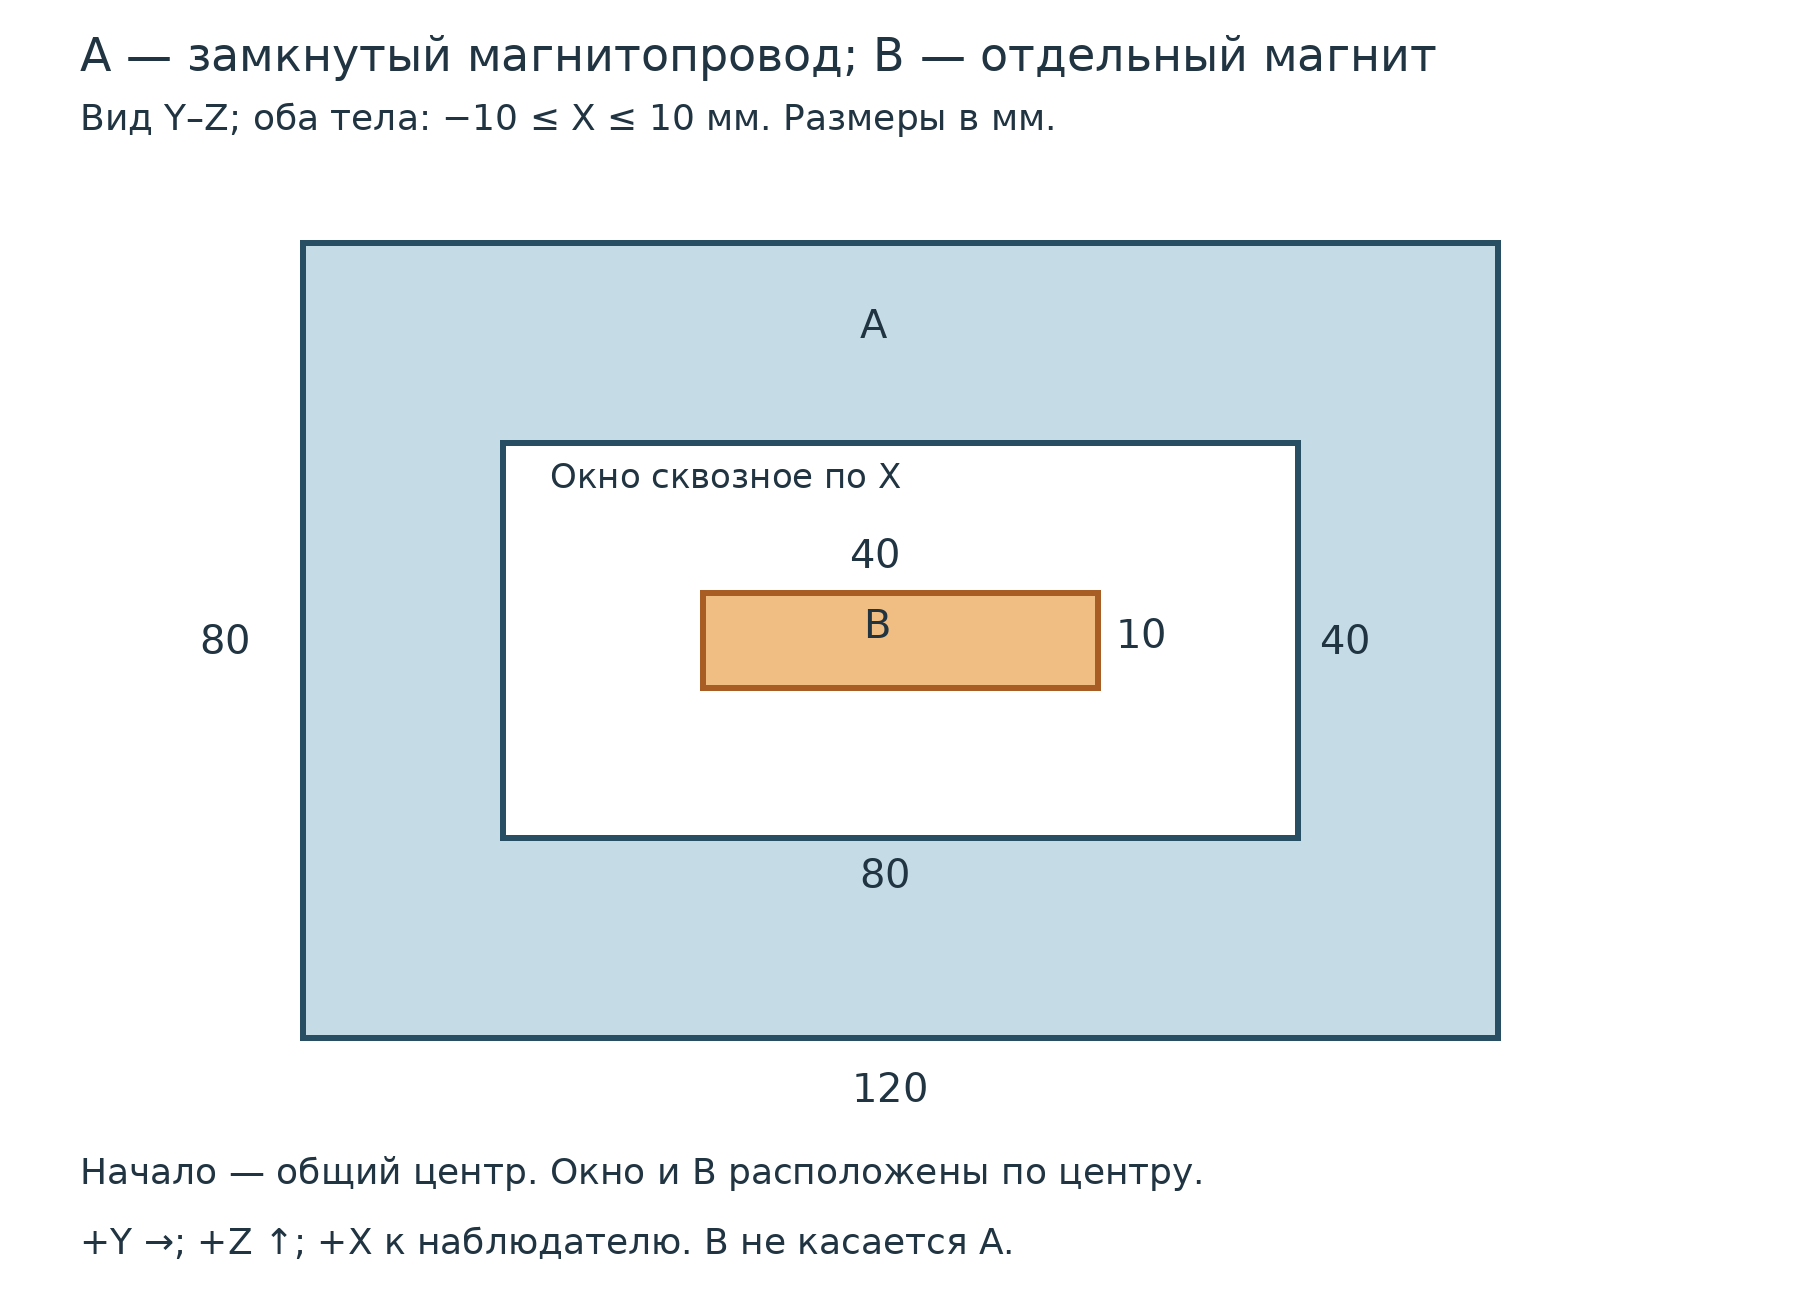 А — замкнутый магнитопровод; В — отдельный магнит
Вид Y–Z; оба тела: −10 ≤ X ≤ 10 мм. Размеры в мм.
А
Окно сквозное по X
40
В
10
80
40
80
120
Начало — общий центр. Окно и В расположены по центру.
+Y →; +Z ↑; +X к наблюдателю. В не касается А.